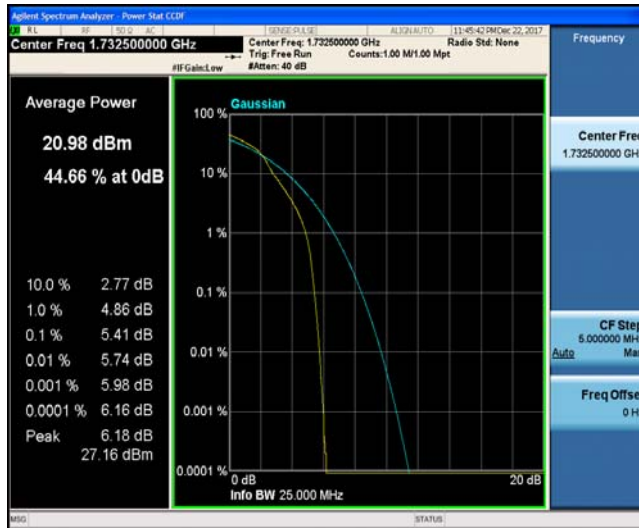 Agilent Spectrum Analyzer - Power Stat CCDF
RL RF 50 Ω AC SENSE:PULSE ALIGN AUTO 11:45:42 PM Dec 22, 2017
Center Freq 1.732500000 GHz
Center Freq: 1.732500000 GHz Radio Std: None
Trig: Free Run Counts:1.00 M/1.00 Mpt
#IFGain:Low #Atten: 40 dB
Frequency
Average Power
20.98 dBm
44.66 % at 0dB
10.0 % 2.77 dB
1.0 % 4.86 dB
0.1 % 5.41 dB
0.01 % 5.74 dB
0.001 % 5.98 dB
0.0001 % 6.16 dB
Peak 6.18 dB
27.16 dBm
Gaussian
100 %
10 %
1 %
0.1 %
0.01 %
0.001 %
0.0001 %
0 dB 20 dB
Info BW 25.000 MHz
Center Fre
1.732500000 GH
CF Step
5.000000 MH
Auto Ma
Freq Offse
0 H
MSG STATUS